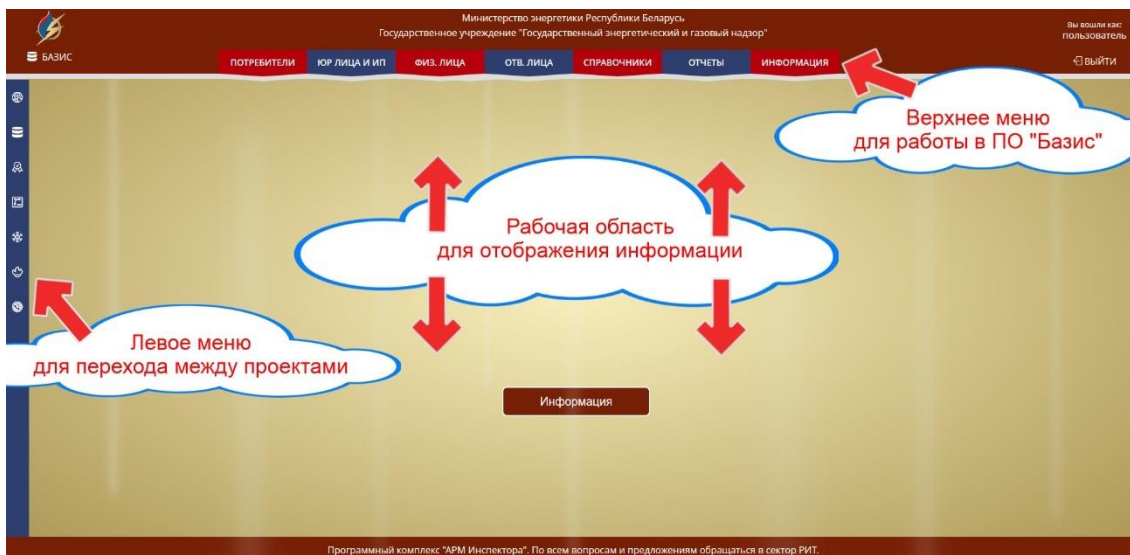 Министерство энергетики Республики Беларусь
Государственное учреждение "Государственный энергетический и газовый надзор"
Вы вошли как:
пользователь
БАЗИС
ПОТРЕБИТЕЛИ ЮР ЛИЦА И ИП ФИЗ. ЛИЦА ОТВ. ЛИЦА СПРАВОЧНИКИ ОТЧЕТЫ ИНФОРМАЦИЯ
ВЫЙТИ
Верхнее меню
для работы в ПО "Базис"
Рабочая область
для отображения информации
Левое меню
для перехода между проектами
Информация
Программный комплекс "АРМ Инспектора". По всем вопросам и предложениям обращаться в сектор РИТ.